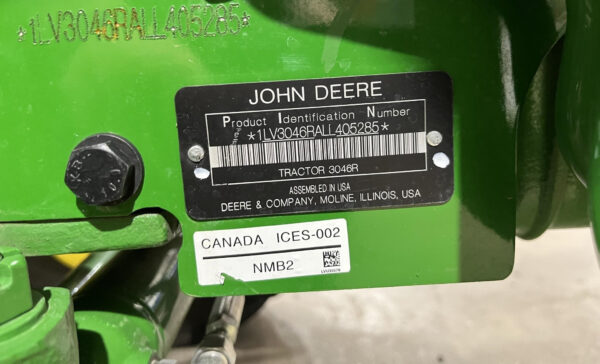 *1LV3046RALL405285*
JOHN DEERE
Product Identification Number
*1LV3046RALL405285*
TRACTOR 3046R
ASSEMBLED IN USA
DEERE & COMPANY, MOLINE, ILLINOIS, USA
CANADA ICES-002
NMB2